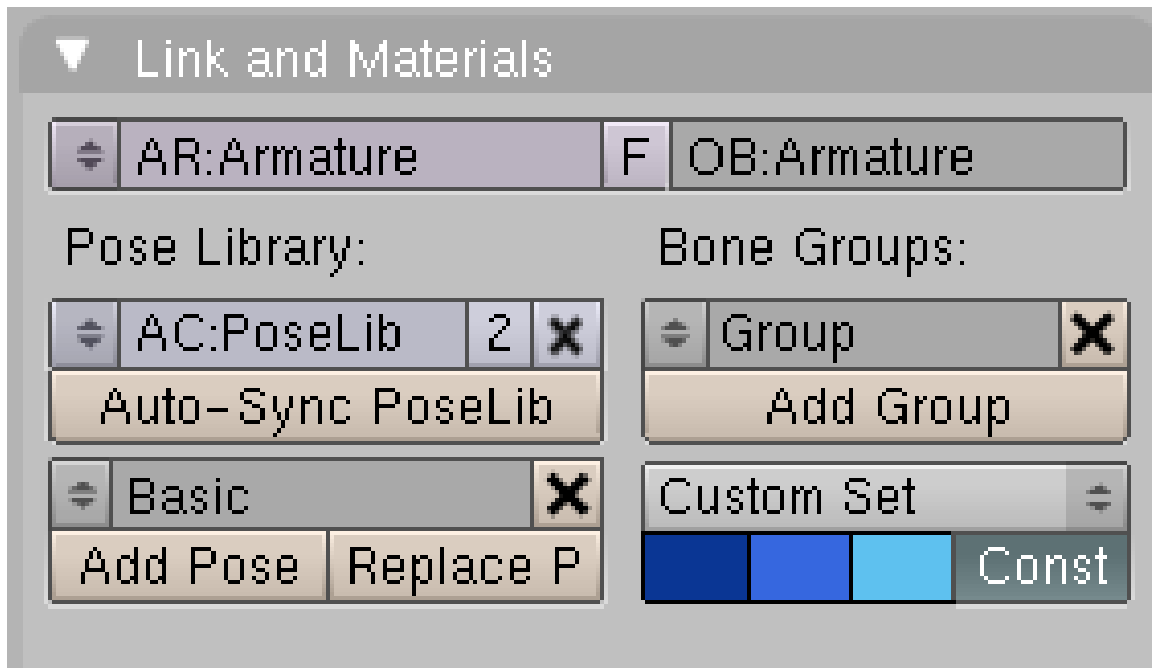 Link and Materials
AR:Armature F OB:Armature
Pose Library: Bone Groups:
AC:PoseLib 2 Group
Auto-Sync PoseLib Add Group
Basic Custom Set
Add Pose Replace P Const